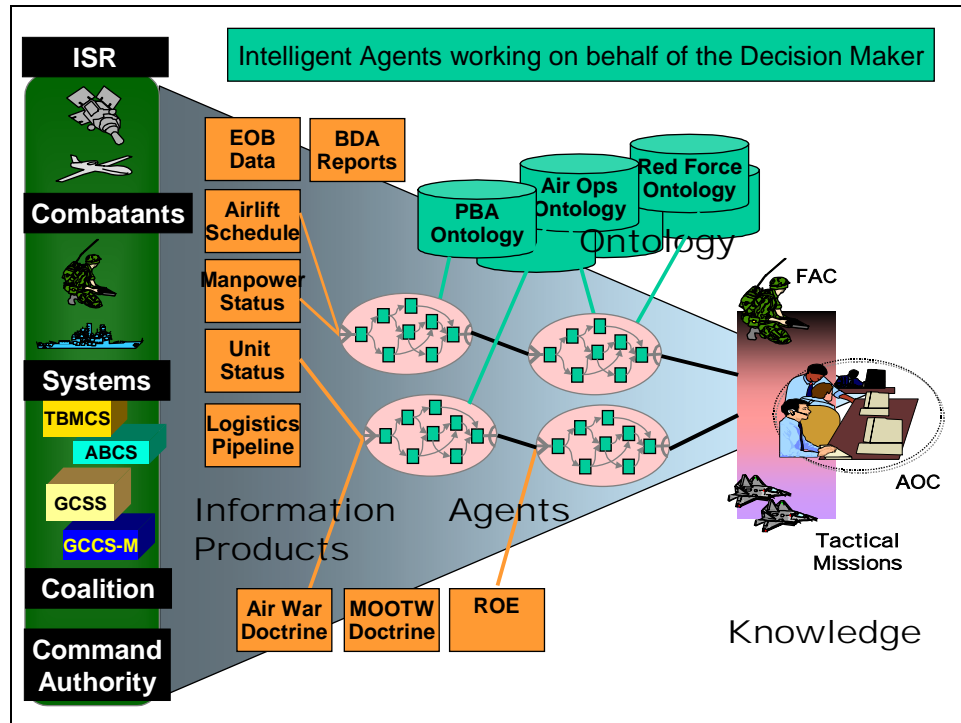 ISR
Intelligent Agents working on behalf of the Decision Maker
EOB
Data
BDA
Reports
Combatants
Airlift
Schedule
Manpower
Status
Unit
Status
Logistics
Pipeline
PBA
Ontology
Air Ops
Ontology
Red Force
Ontology
Ontology
FAC
Systems
TBMCS
ABCS
GCSS
GCCS-M
Information
Products
Agents
AOC
Tactical
Missions
Coalition
Command
Authority
Air War
Doctrine
MOOTW
Doctrine
ROE
Knowledge